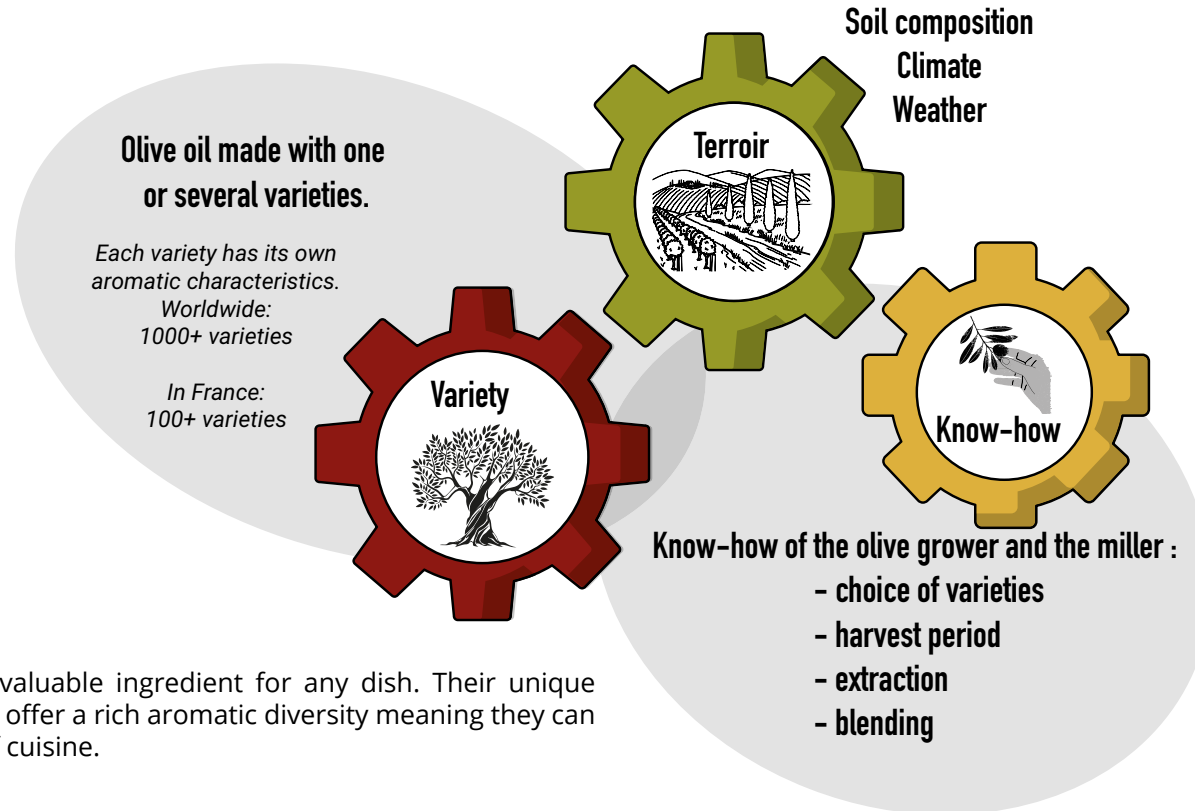 Soil composition
Climate
Weather
Terroir
Olive oil made with one
or several varieties.
Each variety has its own
aromatic characteristics.
Worldwide:
1000+ varieties
In France:
100+ varieties
Variety
Know-how
Know-how of the olive grower and the miller :
- choice of varieties
- harvest period
- extraction
- blending
valuable ingredient for any dish. Their unique
offer a rich aromatic diversity meaning they can
cuisine.